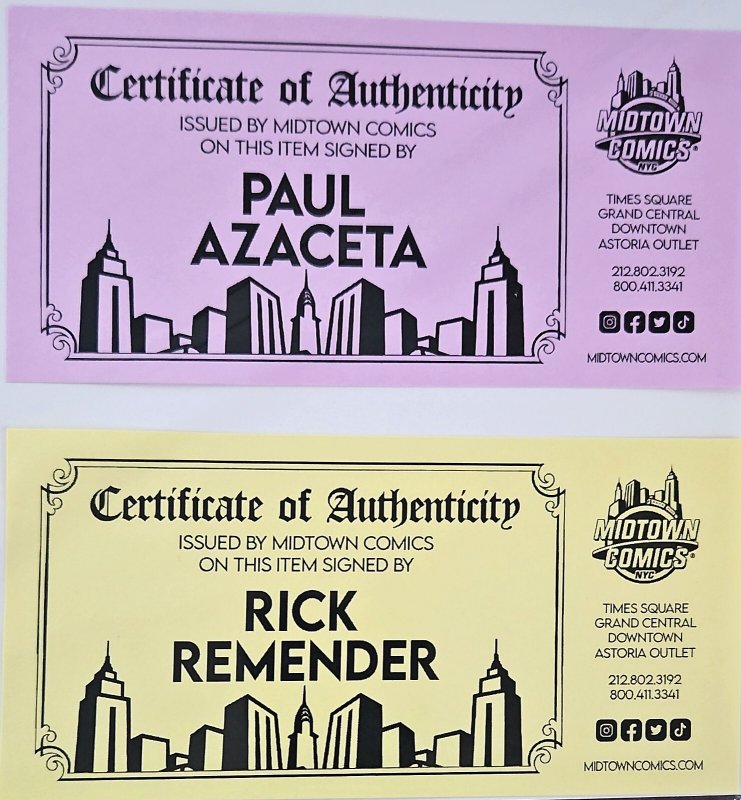 Certificate of Authenticity
ISSUED BY MIDTOWN COMICS
ON THIS ITEM SIGNED BY
PAUL
AZACETA
MIDTOWN
COMICS®
NYC
TIMES SQUARE
GRAND CENTRAL
DOWNTOWN
ASTORIA OUTLET
212.802.3192
800.411.3341
MIDTOWNCOMICS.COM
Certificate of Authenticity
ISSUED BY MIDTOWN COMICS
ON THIS ITEM SIGNED BY
RICK
REMENDER
MIDTOWN
COMICS®
NYC
TIMES SQUARE
GRAND CENTRAL
DOWNTOWN
ASTORIA OUTLET
212.802.3192
800.411.3341
MIDTOWNCOMICS.COM